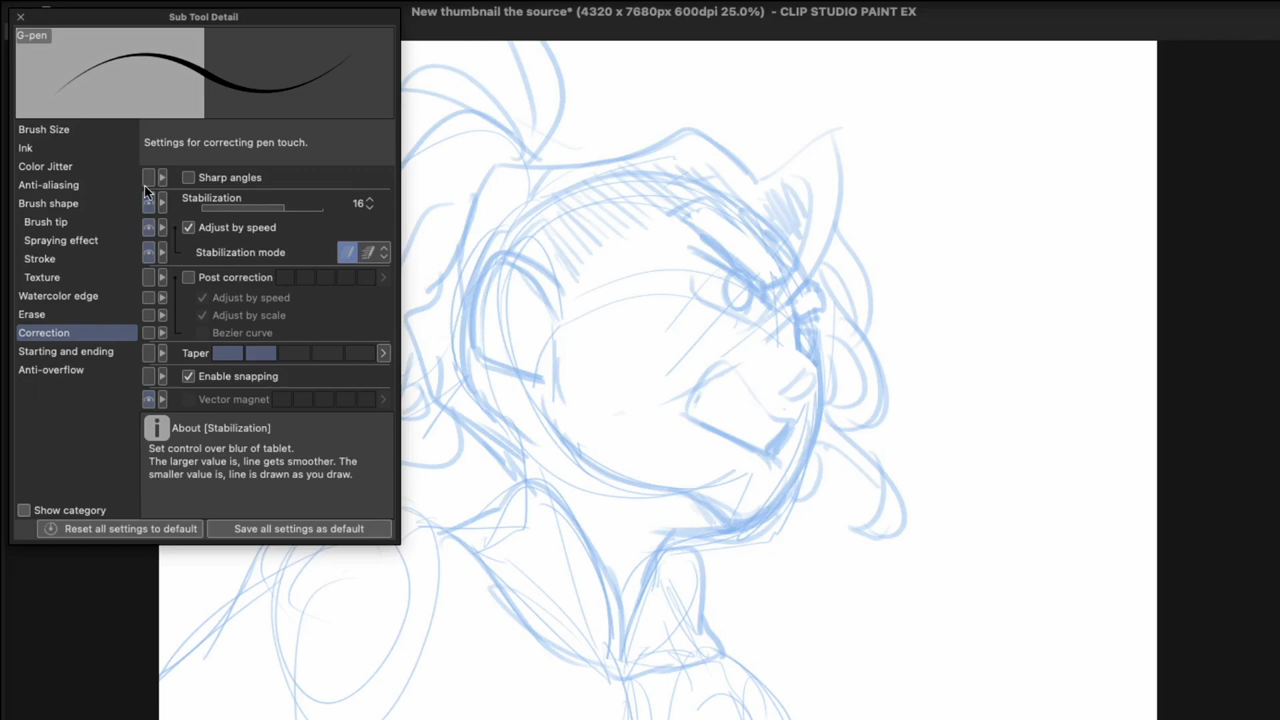 New thumbnail the source* (4320 x 7680px 600dpi 25.0%)  - CLIP STUDIO PAINT EX
Sub Tool Detail
G-pen
Brush Size
Ink
Color Jitter
Anti-aliasing
Brush shape
Brush tip
Spraying effect
Stroke
Texture
Watercolor edge
Erase
Correction
Starting and ending
Anti-overflow
Settings for correcting pen touch.
Sharp angles
Stabilization 16
Adjust by speed
Stabilization mode
Post correction
Adjust by speed
Adjust by scale
Bezier curve
Taper
Enable snapping
Vector magnet
About [Stabilization]
Set control over blur of tablet.
The larger value is, line gets smoother. The
smaller value is, line is drawn as you draw.
Show category
Reset all settings to default
Save all settings as default